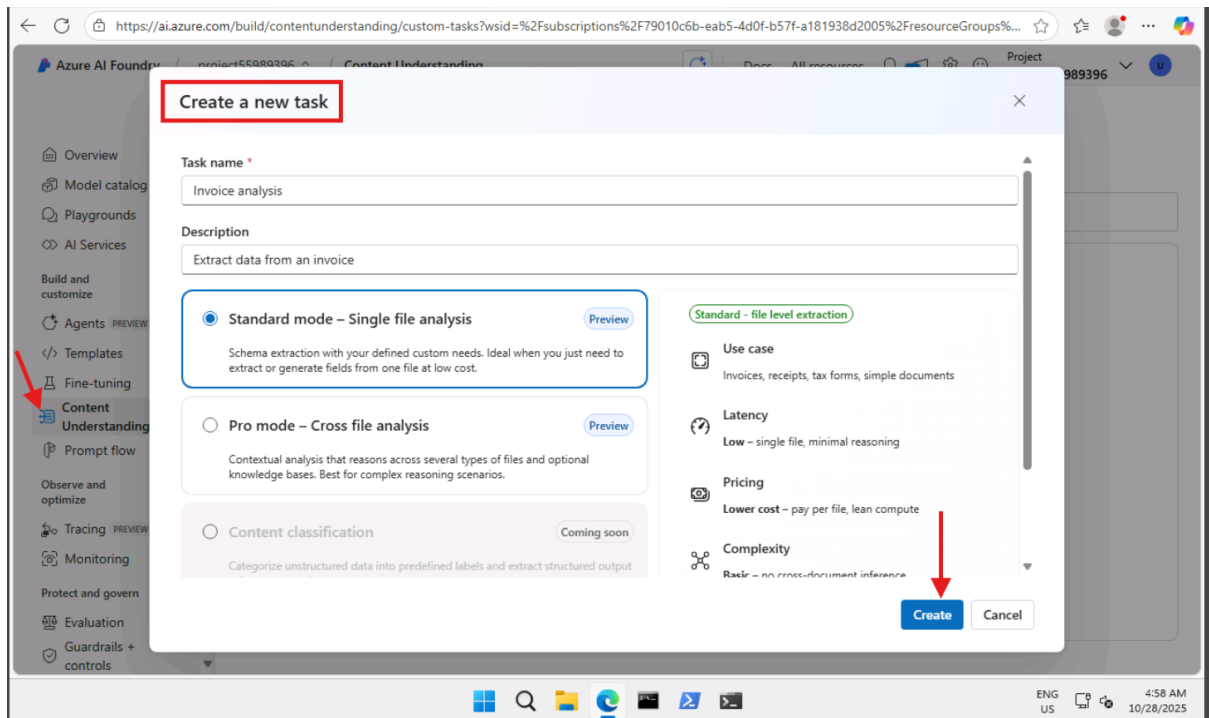 https://ai.azure.com/build/contentunderstanding/custom-tasks?wsid=%2Fsubscriptions%2F79010c6b-eab5-4d0f-b57f-a181938d2005%2FresourceGroups%...
Azure AI Foundry / project55989396 / Content Understanding
Docs All resources
Project
989396
U
Create a new task
Overview
Model catalog
Playgrounds
AI Services
Build and
customize
Agents PREVIEW
Templates
Fine-tuning
Content
Understanding
Prompt flow
Observe and
optimize
Tracing PREVIEW
Monitoring
Protect and govern
Evaluation
Guardrails +
controls
Task name *
Invoice analysis
Description
Extract data from an invoice
Standard mode – Single file analysis Preview
Schema extraction with your defined custom needs. Ideal when you just need to
extract or generate fields from one file at low cost.
Pro mode – Cross file analysis Preview
Contextual analysis that reasons across several types of files and optional
knowledge bases. Best for complex reasoning scenarios.
Content classification Coming soon
Categorize unstructured data into predefined labels and extract structured output
Standard - file level extraction
Use case
Invoices, receipts, tax forms, simple documents
Latency
Low – single file, minimal reasoning
Pricing
Lower cost – pay per file, lean compute
Complexity
Basic – no cross-document inference
Create Cancel
ENG
US
4:58 AM
10/28/2025